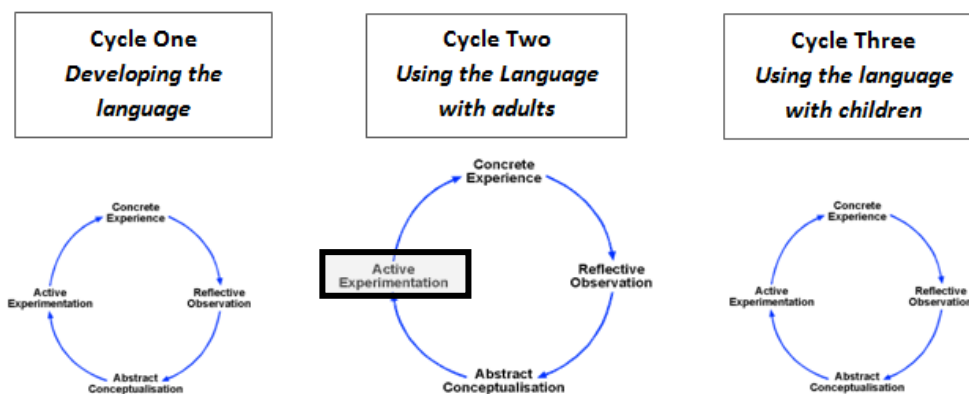 Cycle One
Developing the
language
Cycle Two
Using the Language
with adults
Cycle Three
Using the language
with children
Concrete
Experience
Active
Experimentation
Reflective
Observation
Abstract
Conceptualisation
Concrete
Experience
Active
Experimentation
Reflective
Observation
Abstract
Conceptualisation
Concrete
Experience
Active
Experimentation
Reflective
Observation
Abstract
Conceptualisation